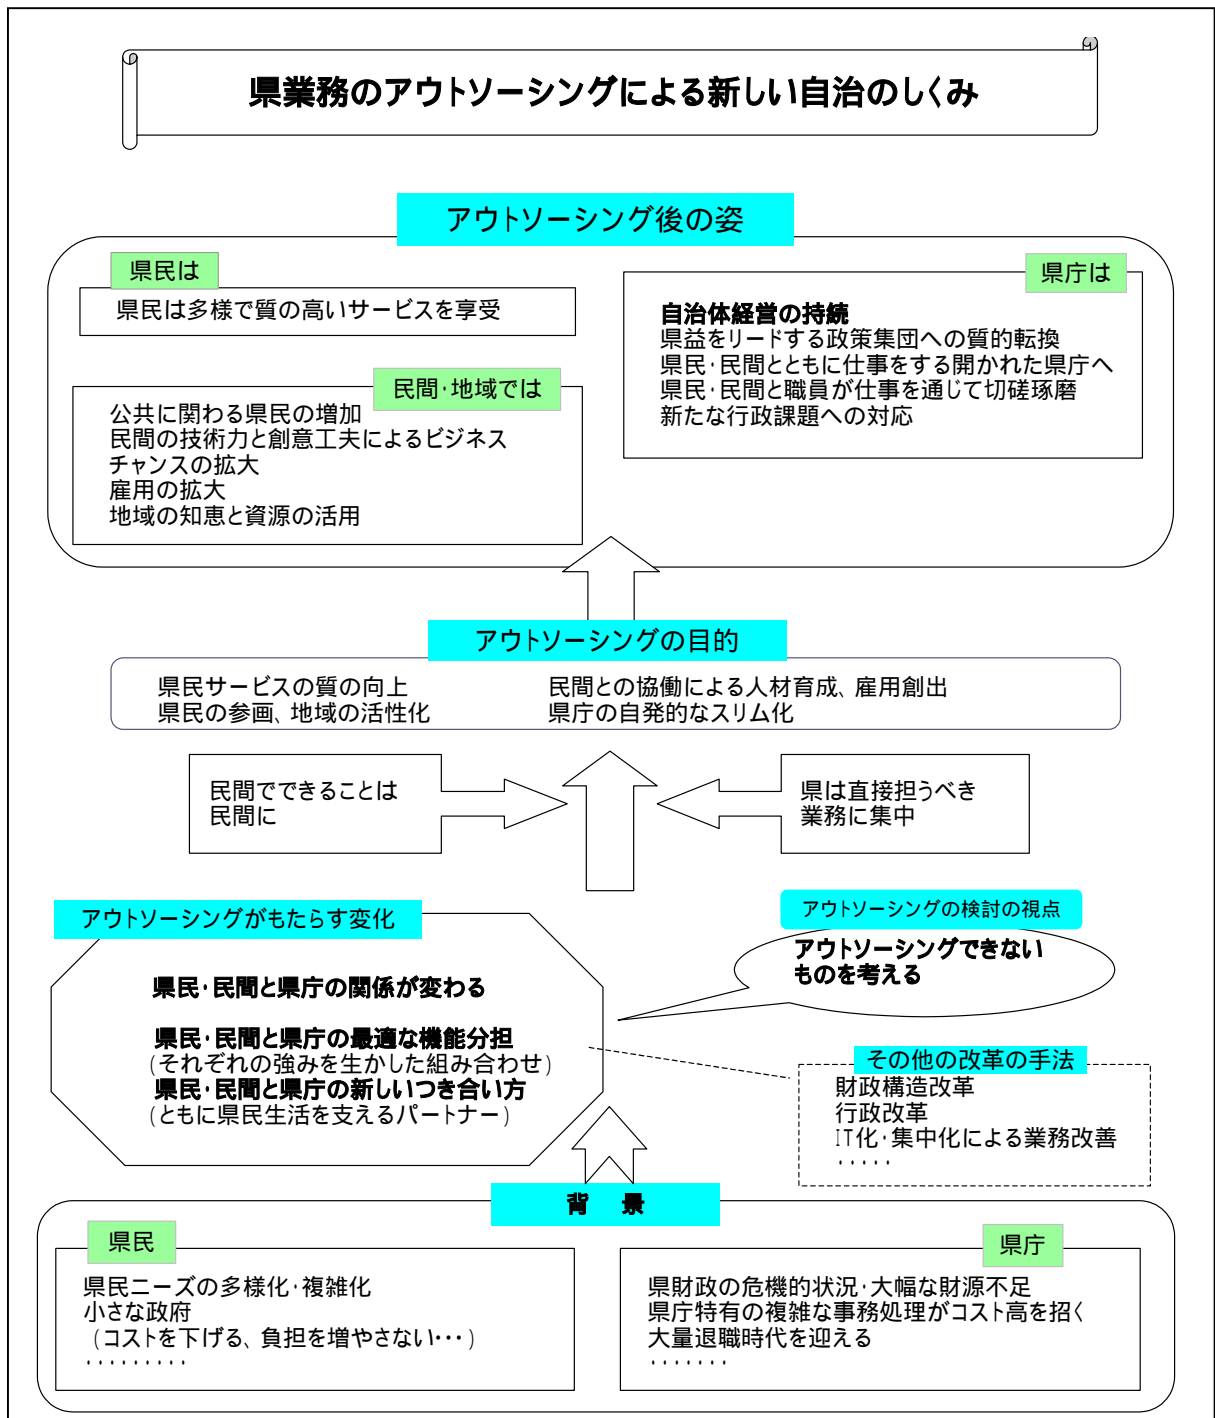 県業務のアウトソーシングによる新しい自治のしくみ
アウトソーシング後の姿
県民は
県民は多様で質の高いサービスを享受
民間・地域では
公共に関わる県民の増加
民間の技術力と創意工夫によるビジネス
チャンスの拡大
雇用の拡大
地域の知恵と資源の活用
県庁は
自治体経営の持続
県益をリードする政策集団への質的転換
県民・民間とともに仕事をする開かれた県庁へ
県民・民間と職員が仕事を通じて切磋琢磨
新たな行政課題への対応
アウトソーシングの目的
県民サービスの質の向上
県民の参画、地域の活性化
民間との協働による人材育成、雇用創出
県庁の自発的なスリム化
民間でできることは
民間に
県は直接担うべき
業務に集中
アウトソーシングがもたらす変化
県民・民間と県庁の関係が変わる
県民・民間と県庁の最適な機能分担
(それぞれの強みを生かした組み合わせ)
県民・民間と県庁の新しいつき合い方
(ともに県民生活を支えるパートナー)
アウトソーシングの検討の視点
アウトソーシングできない
ものを考える
その他の改革の手法
財政構造改革
行政改革
IT化・集中化による業務改善
・・・・・
背　景
県民
県民ニーズの多様化・複雑化
小さな政府
(コストを下げる、負担を増やさない・・・)
・・・・・・・・・
県庁
県財政の危機的状況・大幅な財源不足
県庁特有の複雑な事務処理がコスト高を招く
大量退職時代を迎える
・・・・・・・